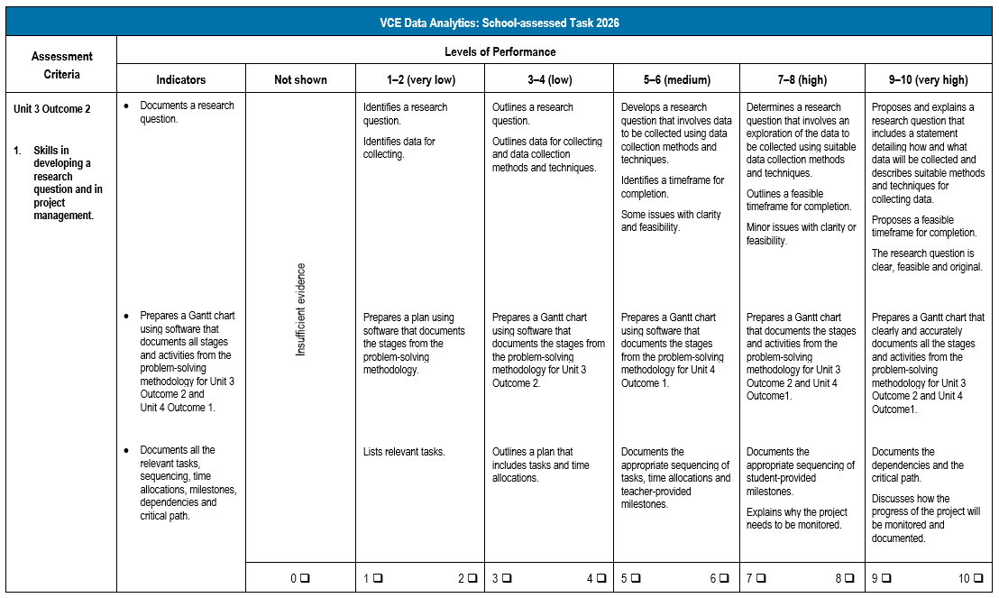 VCE Data Analytics: School-assessed Task 2026
Assessment
Criteria
Levels of Performance
Indicators
Not shown
1–2 (very low)
3–4 (low)
5–6 (medium)
7–8 (high)
9–10 (very high)
Unit 3 Outcome 2
1. Skills in
developing a
research
question and in
project
management.
• Documents a research
question.
Insufficient evidence
Identifies a research
question.
Identifies data for
collecting.
Outlines a research
question.
Outlines data for collecting
and data collection
methods and techniques.
Develops a research
question that involves data
to be collected using data
collection methods and
techniques.
Identifies a timeframe for
completion.
Some issues with clarity
and feasibility.
Determines a research
question that involves an
exploration of the data to
be collected using suitable
data collection methods
and techniques.
Outlines a feasible
timeframe for completion.
Minor issues with clarity or
feasibility.
Proposes and explains a
research question that
includes a statement
detailing how and what
data will be collected and
describes suitable methods
and techniques for
collecting data.
Proposes a feasible
timeframe for completion.
The research question is
clear, feasible and original.
• Prepares a Gantt chart
using software that
documents all stages
and activities from the
problem-solving
methodology for Unit 3
Outcome 2 and
Unit 4 Outcome 1.
Prepares a plan using
software that documents
the stages from the
problem-solving
methodology.
Prepares a Gantt chart
using software that
documents the stages from
the problem-solving
methodology for Unit 3
Outcome 2.
Prepares a Gantt chart
using software that
documents the stages
from the problem-solving
methodology for Unit 4
Outcome 1.
Prepares a Gantt chart
that documents the stages
and activities from the
problem-solving
methodology for Unit 3
Outcome 2 and Unit 4
Outcome1.
Prepares a Gantt chart that
clearly and accurately
documents all the stages
and activities from the
problem-solving
methodology for Unit 3
Outcome 2 and Unit 4
Outcome1.
• Documents all the
relevant tasks,
sequencing, time
allocations, milestones,
dependencies and
critical path.
Lists relevant tasks.
Outlines a plan that
includes tasks and time
allocations.
Documents the
appropriate sequencing of
tasks, time allocations and
teacher-provided
milestones.
Documents the
appropriate sequencing of
student-provided
milestones.
Explains why the project
needs to be monitored.
Documents the
dependencies and the
critical path.
Discusses how the
progress of the project will
be monitored and
documented.
0 ❑
1 ❑ 2 ❑
3 ❑ 4 ❑
5 ❑ 6 ❑
7 ❑ 8 ❑
9 ❑ 10 ❑